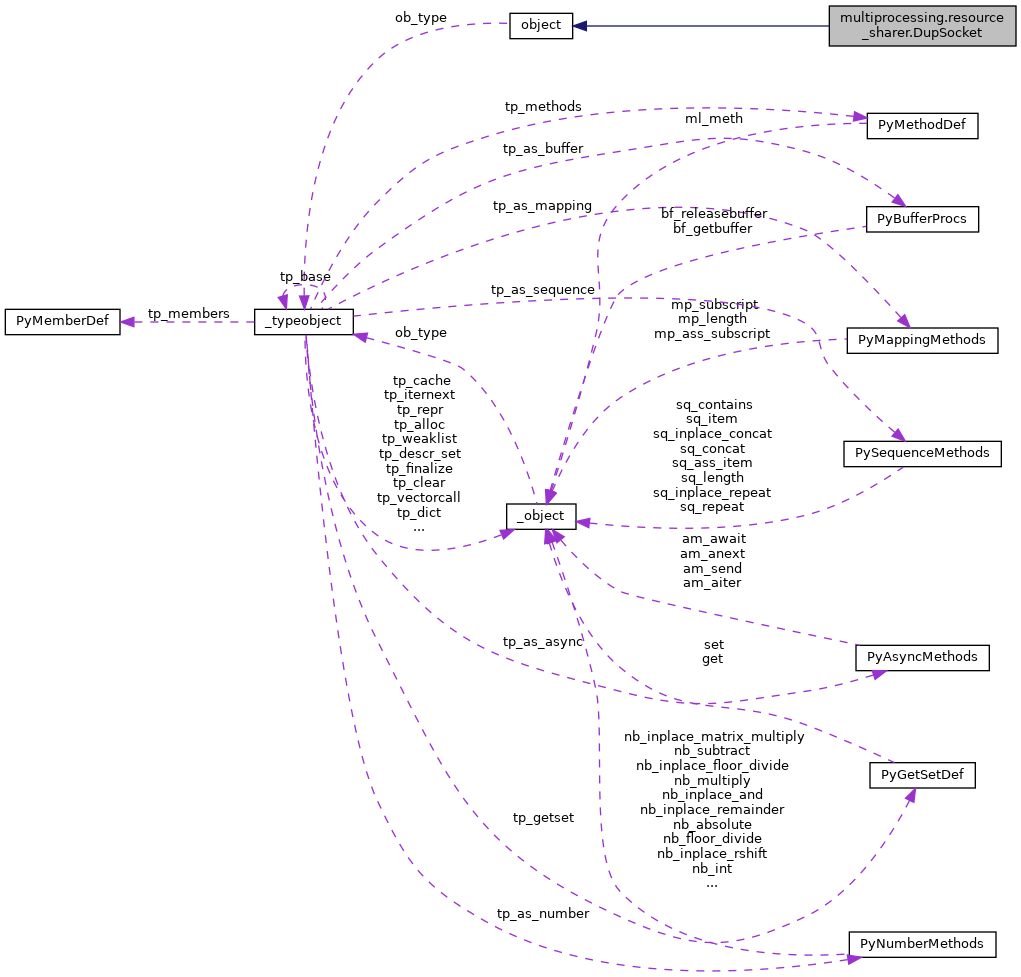 ob_type
object
multiprocessing.resource
_sharer.DupSocket
tp_methods
ml_meth
PyMethodDef
tp_as_buffer
tp_as_mapping
bf_releasebuffer
bf_getbuffer
PyBufferProcs
tp_base
tp_as_sequence
mp_subscript
mp_length
mp_ass_subscript
PyMappingMethods
PyMemberDef
tp_members
_typeobject
ob_type
tp_cache
tp_iternext
tp_repr
tp_alloc
tp_weaklist
tp_descr_set
tp_finalize
tp_clear
tp_vectorcall
tp_dict
...
sq_contains
sq_item
sq_inplace_concat
sq_concat
sq_ass_item
sq_length
sq_inplace_repeat
sq_repeat
PySequenceMethods
_object
am_await
am_anext
am_send
am_aiter
tp_as_async
set
get
PyAsyncMethods
nb_inplace_matrix_multiply
nb_subtract
nb_inplace_floor_divide
nb_multiply
nb_inplace_and
nb_inplace_remainder
nb_absolute
nb_floor_divide
nb_inplace_rshift
nb_int
...
PyGetSetDef
tp_getset
tp_as_number
PyNumberMethods